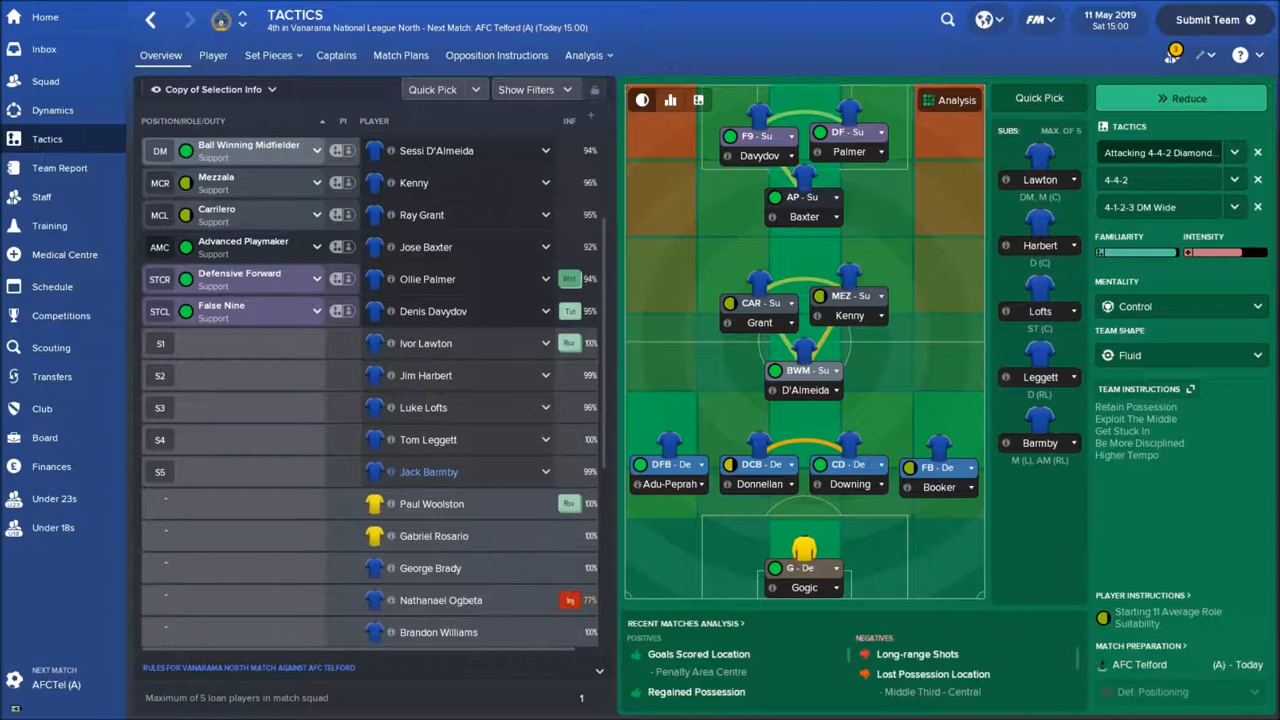 Home
Inbox
Squad
Dynamics
Tactics
Team Report
Staff
Training
Medical Centre
Schedule
Competitions
Scouting
Transfers
Club
Board
Finances
U23
Under 23s
U18
Under 18s
NEXT MATCH
AFCTel (A)
TACTICS
4th in Vanarama National League North - Next Match: AFC Telford (A) (Today 15:00)
FM
11 May 2019
Sat 15:00
Submit Team
3
?
Overview
Player
Set Pieces
Captains
Match Plans
Opposition Instructions
Analysis
Copy of Selection Info
Quick Pick
Show Filters
POSITION/ROLE/DUTY
PI
PLAYER
INF
DM Ball Winning Midfielder Sessi D'Almeida 94%
Support
MCR Mezzala Kenny 96%
Support
MCL Carrilero Ray Grant 95%
Support
AMC Advanced Playmaker Jose Baxter 92%
Support
STCR Defensive Forward Ollie Palmer Wnt 94%
Support
STCL False Nine Denis Davydov Tut 95%
Support
S1 Ivor Lawton Rsv 100%
S2 Jim Harbert 99%
S3 Luke Lofts 96%
S4 Tom Leggett 100%
S5 Jack Barmby 99%
- Paul Woolston Rsv 100%
- Gabriel Rosario 100%
- George Brady 100%
- Nathanael Ogbeta Inj 77%
- Brandon Williams 100%
RULES FOR VANARAMA NORTH MATCH AGAINST AFC TELFORD
Maximum of 5 loan players in match squad 1
Analysis
F9 - Su
Davydov
DF - Su
Palmer
AP - Su
Baxter
CAR - Su
Grant
MEZ - Su
Kenny
BWM - Su
D'Almeida
DFB - De
Adu-Peprah
DCB - De
Donnellan
CD - De
Downing
FB - De
Booker
G - De
Gogic
RECENT MATCHES ANALYSIS >
POSITIVES
Goals Scored Location
- Penalty Area Centre
Regained Possession
NEGATIVES
Long-range Shots
Lost Possession Location
- Middle Third - Central
Quick Pick
SUBS: MAX. OF 5
Lawton
DM, M (C)
Harbert
D (C)
Lofts
ST (C)
Leggett
D (RL)
Barmby
M (L), AM (RL)
Reduce
TACTICS
Attacking 4-4-2 Diamond...
4-4-2
4-1-2-3 DM Wide
FAMILIARITY
INTENSITY
MENTALITY
Control
TEAM SHAPE
Fluid
TEAM INSTRUCTIONS
Retain Possession
Exploit The Middle
Get Stuck In
Be More Disciplined
Higher Tempo
PLAYER INSTRUCTIONS >
Starting 11 Average Role
Suitability
MATCH PREPARATION >
AFC Telford (A) - Today
Def. Positioning